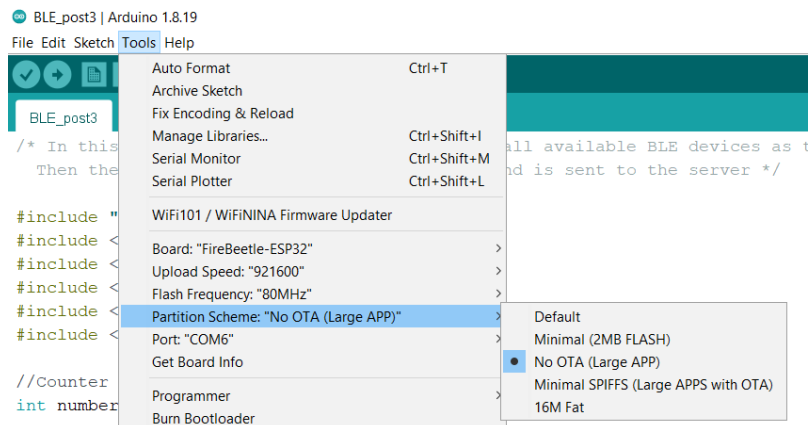 BLE_post3 | Arduino 1.8.19
File Edit Sketch Tools Help
Auto Format Ctrl+T
Archive Sketch
Fix Encoding & Reload
Manage Libraries... Ctrl+Shift+I
Serial Monitor Ctrl+Shift+M
Serial Plotter Ctrl+Shift+L
WiFi101 / WiFiNINA Firmware Updater
Board: "FireBeetle-ESP32"
Upload Speed: "921600"
Flash Frequency: "80MHz"
Partition Scheme: "No OTA (Large APP)"
Port: "COM6"
Get Board Info
Programmer
Burn Bootloader
Default
Minimal (2MB FLASH)
No OTA (Large APP)
Minimal SPIFFS (Large APPS with OTA)
16M Fat
BLE_post3
/* In this all available BLE devices as t
Then the nd is sent to the server */
#include "
#include <
#include <
#include <
#include <
#include <
//Counter
int number